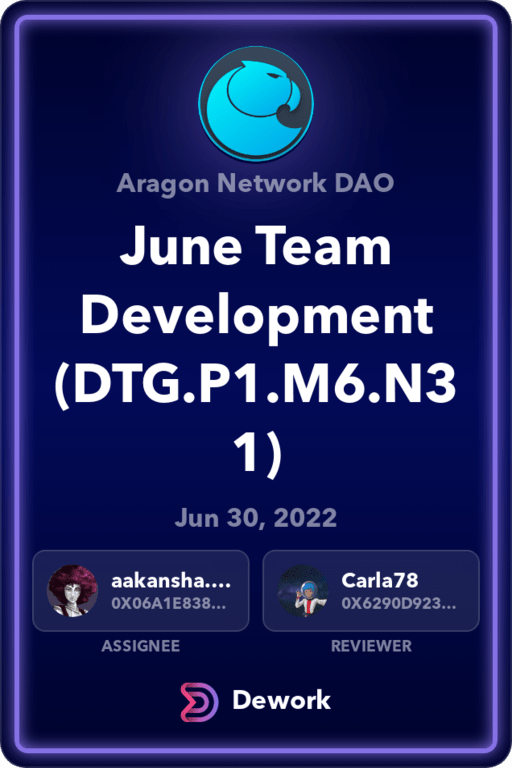 Aragon Network DAO
June Team
Development
(DTG.P1.M6.N3
1)
Jun 30, 2022
aakansha.... Carla78
0X06A1E838... 0X6290D923...
ASSIGNEE REVIEWER
Dework